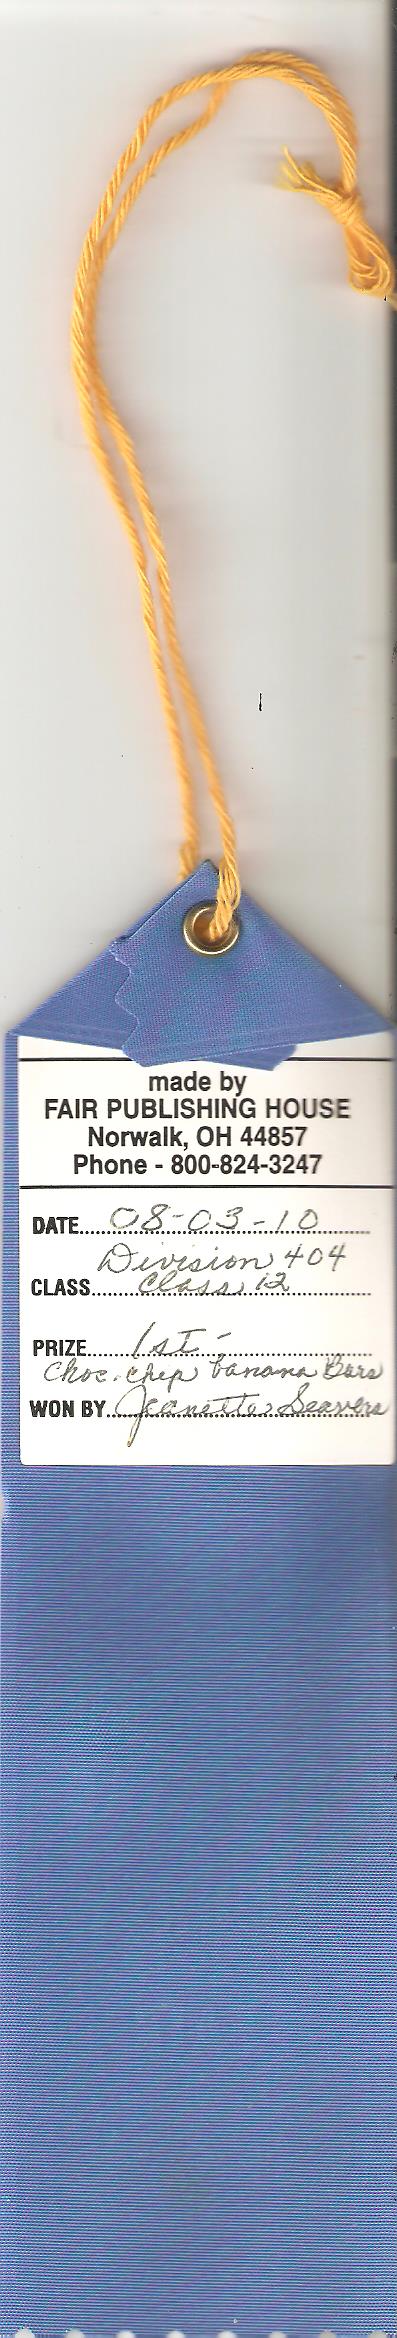 made by
FAIR PUBLISHING HOUSE
Norwalk, OH 44857
Phone - 800-824-3247
DATE 08-03-10
Division 404
CLASS Class 12
PRIZE 1st -
Choc. chip banana Bars
WON BY Jeanette Seavers